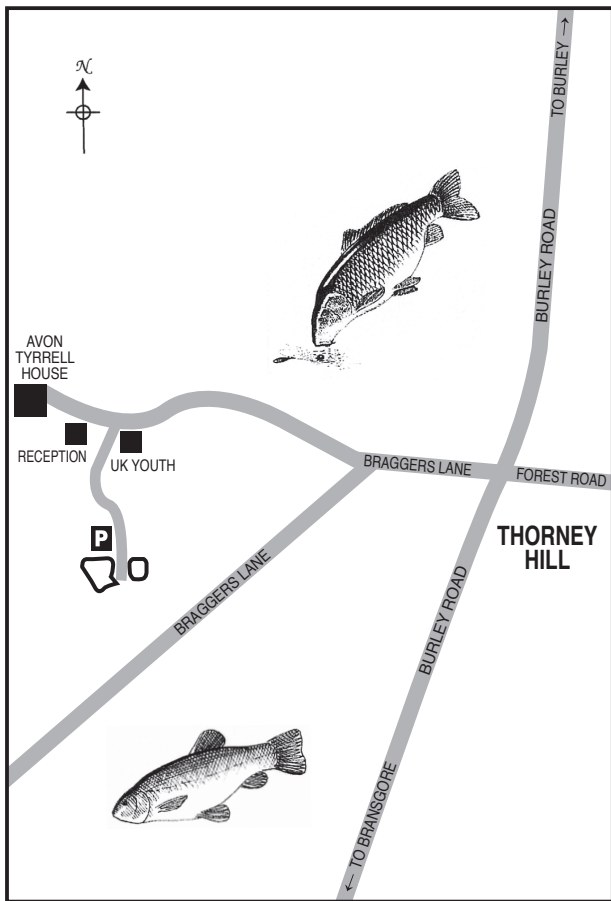 N
TO BURLEY →
BURLEY ROAD
AVON
TYRRELL
HOUSE
RECEPTION
UK YOUTH
BRAGGERS LANE
FOREST ROAD
P
THORNEY
HILL
BRAGGERS LANE
BURLEY ROAD
← TO BRANSGORE